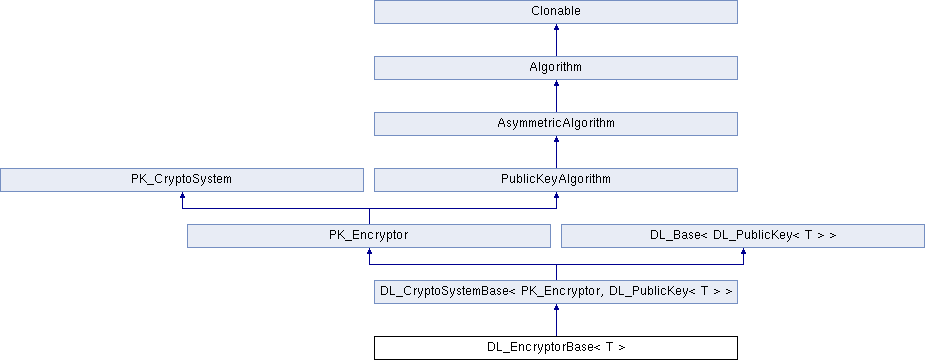 Clonable
Algorithm
AsymmetricAlgorithm
PK_CryptoSystem
PublicKeyAlgorithm
PK_Encryptor
DL_Base< DL_PublicKey< T > >
DL_CryptoSystemBase< PK_Encryptor, DL_PublicKey< T > >
DL_EncryptorBase< T >